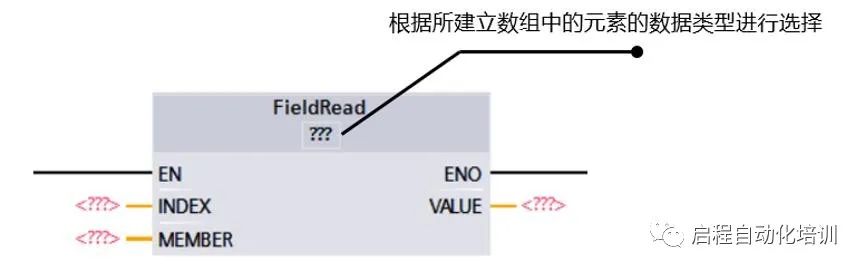 根据所建立数组中的元素的数据类型进行选择
FieldRead
???
EN ENO
<???> INDEX VALUE <???>
<???> MEMBER
启程自动化培训